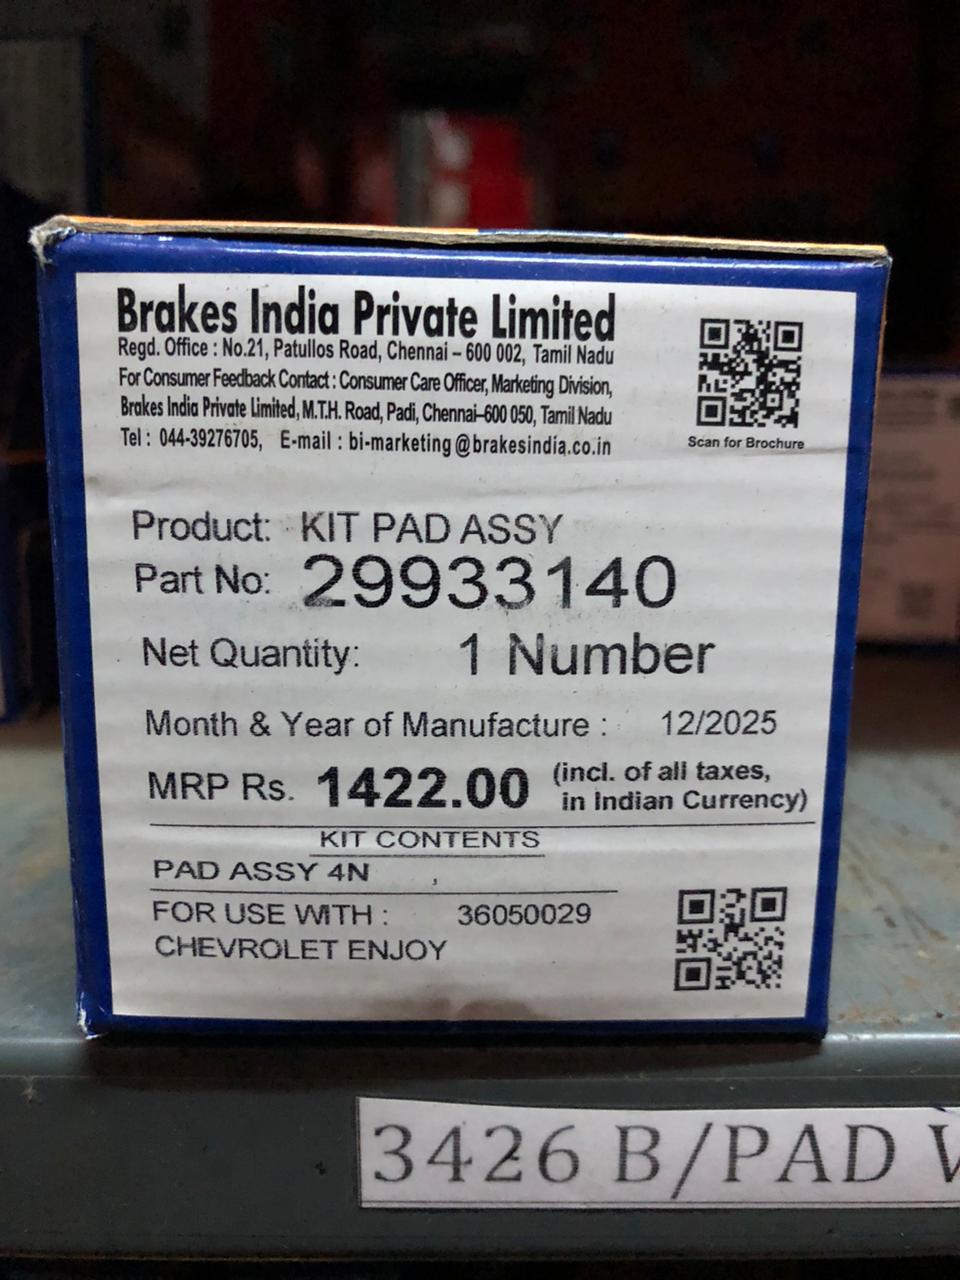 Brakes India Private Limited
Regd. Office : No.21, Patullos Road, Chennai – 600 002, Tamil Nadu
For Consumer Feedback Contact : Consumer Care Officer, Marketing Division,
Brakes India Private Limited, M.T.H. Road, Padi, Chennai–600 050, Tamil Nadu
Tel : 044-39276705, E-mail : bi-marketing@brakesindia.co.in
Scan for Brochure
Product: KIT PAD ASSY
Part No: 29933140
Net Quantity: 1 Number
Month & Year of Manufacture : 12/2025
MRP Rs. 1422.00 (incl. of all taxes,
in Indian Currency)
KIT CONTENTS
PAD ASSY 4N ,
FOR USE WITH : 36050029
CHEVROLET ENJOY
3426 B/PAD